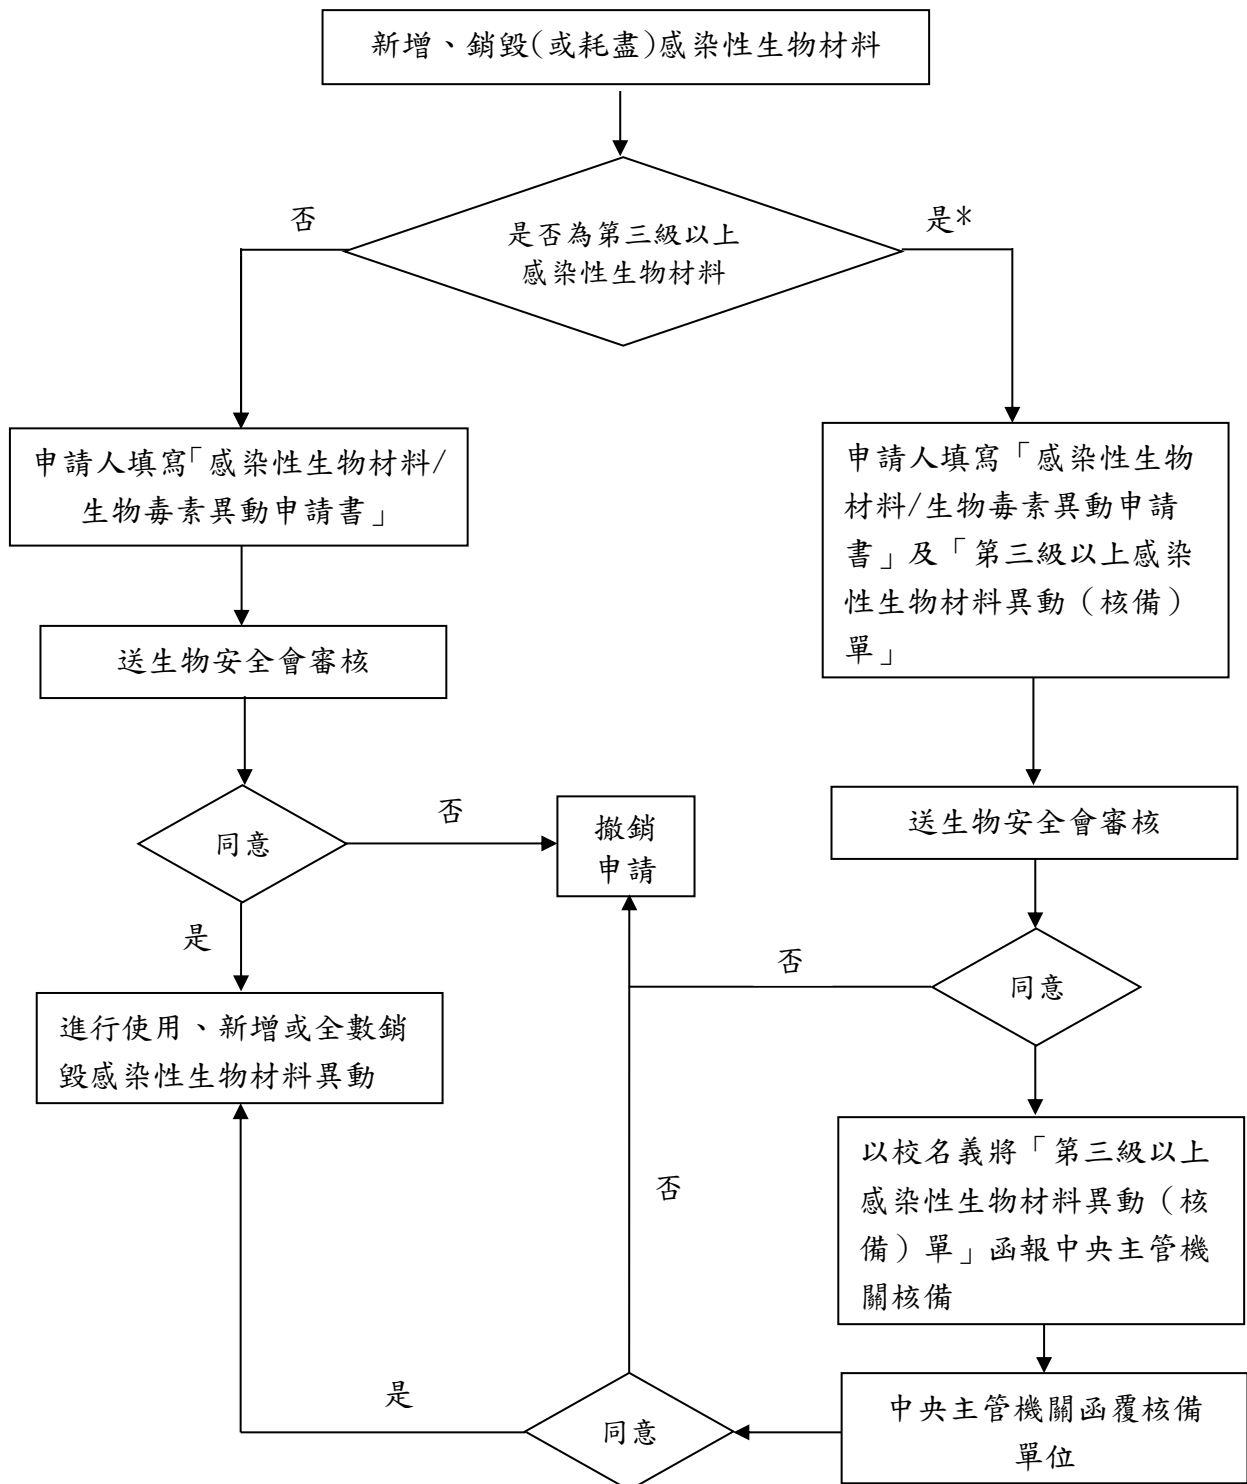 新增、銷毀(或耗盡)感染性生物材料
否
是*
是否為第三級以上
感染性生物材料
申請人填寫「感染性生物材料/
生物毒素異動申請書」
申請人填寫「感染性生物
材料/生物毒素異動申請
書」及「第三級以上感染
性生物材料異動（核備）
單」
送生物安全會審核
送生物安全會審核
同意
否
撤銷
申請
是
否
同意
進行使用、新增或全數銷
毀感染性生物材料異動
以校名義將「第三級以上
感染性生物材料異動（核
備）單」函報中央主管機
關核備
否
是
同意
中央主管機關函覆核備
單位